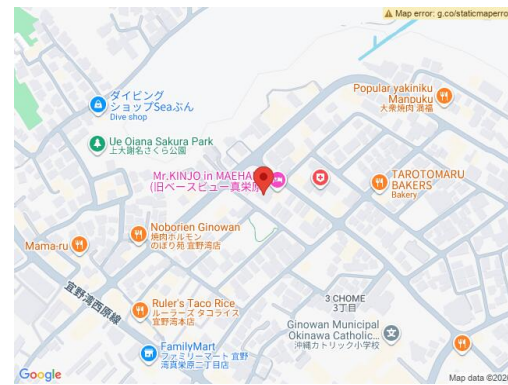 Map error: g.co/staticmaperro
Popular yakiniku
Manpuku
大衆焼肉 満福
ダイビング
ショップSeaぶん
Dive shop
Ue Ojana Sakura Park
上大謝名さくら公園
Mr.KINJO in MAEHA
(旧ベースビュー真栄原
TAROTOMARU
BAKERS
Bakery
Noborien Ginowan
焼肉ホルモン
のぼり苑 宜野湾店
Mama-ru
宜野湾西原線
Ruler's Taco Rice
ルーラーズ タコライス
宜野湾本店
3 CHOME
3丁目
Ginowan Municipal
Okinawa Catholic...
沖縄カトリック小学校
FamilyMart
ファミリーマート 宜野
湾真栄原二丁目店
Google
Map data ©2026